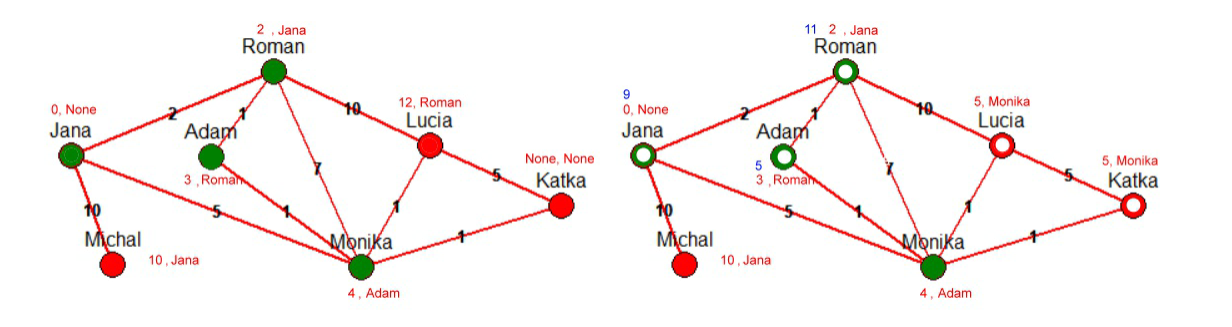 2 , Jana
Roman
0, None
Jana
2
1
10
12, Roman
Lucia
Adam
3 , Roman
7
None, None
5
Katka
10
5
1
1
1
Michal
10 , Jana
Monika
4 , Adam
11 2 , Jana
Roman
9
0, None
Jana
2
1
10
5, Monika
Lucia
Adam
5
3 , Roman
7
5, Monika
5
Katka
10
5
1
1
1
Michal
10 , Jana
Monika
4 , Adam